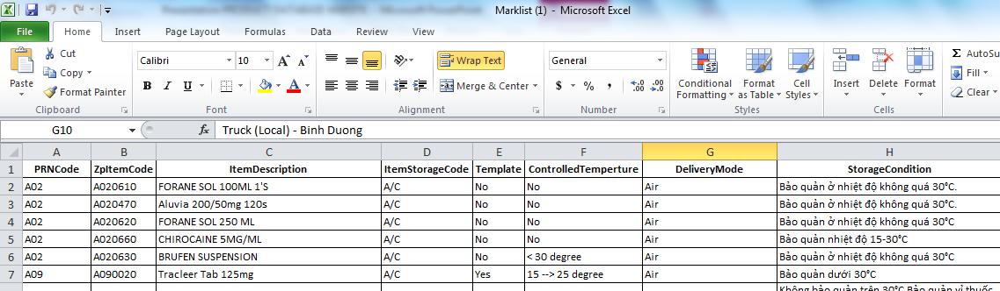 Marklist (1) - Microsoft Excel
File Home Insert Page Layout Formulas Data Review View
Paste Cut Copy Format Painter Clipboard
Calibri 10 A A B I U A Font
Wrap Text Merge & Center Alignment
General $ % , .00 .0 Number
Conditional Formatting Format as Table Cell Styles Styles
Insert Delete Format Cells
Σ AutoSu Fill Clear
G10 fx Truck (Local) - Binh Duong
A B C D E F G H
1 PRNCode ZpItemCode ItemDescription ItemStorageCode Template ControlledTemperture DeliveryMode StorageCondition
2 A02 A020610 FORANE SOL 100ML 1'S A/C No No Air Bảo quản ở nhiệt độ không quá 30°C.
3 A02 A020470 Aluvia 200/50mg 120s A/C No No Air Bảo quản ở nhiệt độ không quá 30°C.
4 A02 A020620 FORANE SOL 250 ML A/C No No Air Bảo quản ở nhiệt độ không quá 30°C
5 A02 A020660 CHIROCAINE 5MG/ML A/C No No Air Bảo quản nhiệt độ 15-30°C
6 A02 A020630 BRUFEN SUSPENSION A/C No < 30 degree Air Bảo quản ở nhiệt độ không quá 30°C
7 A09 A090020 Tracleer Tab 125mg A/C Yes 15 --> 25 degree Air Bảo quản dưới 30°C
Không bảo quản trên 30°C Bảo quản vỉ thuốc